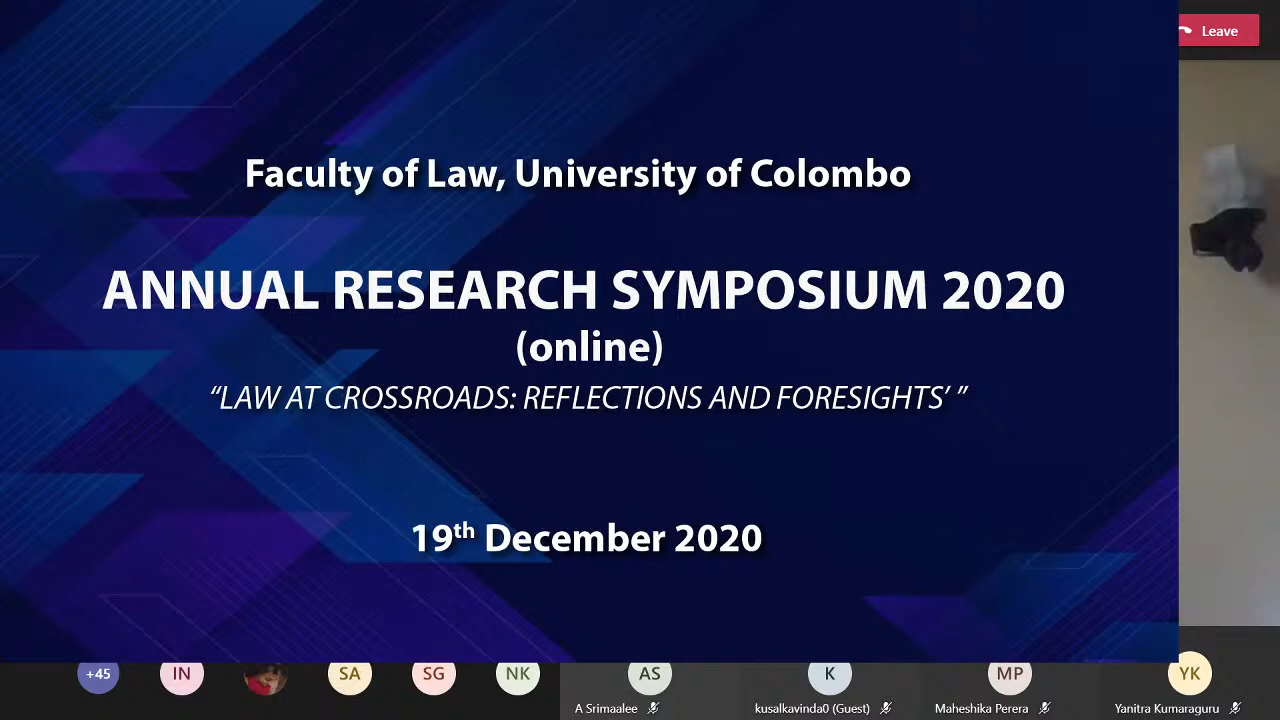 Leave
Faculty of Law, University of Colombo
ANNUAL RESEARCH SYMPOSIUM 2020
(online)
“LAW AT CROSSROADS: REFLECTIONS AND FORESIGHTS’ ”
19th December 2020
+45 IN SA SG NK AS K MP YK
A Srimaalee kusalkavinda0 (Guest) Maheshika Perera Yanitra Kumaraguru